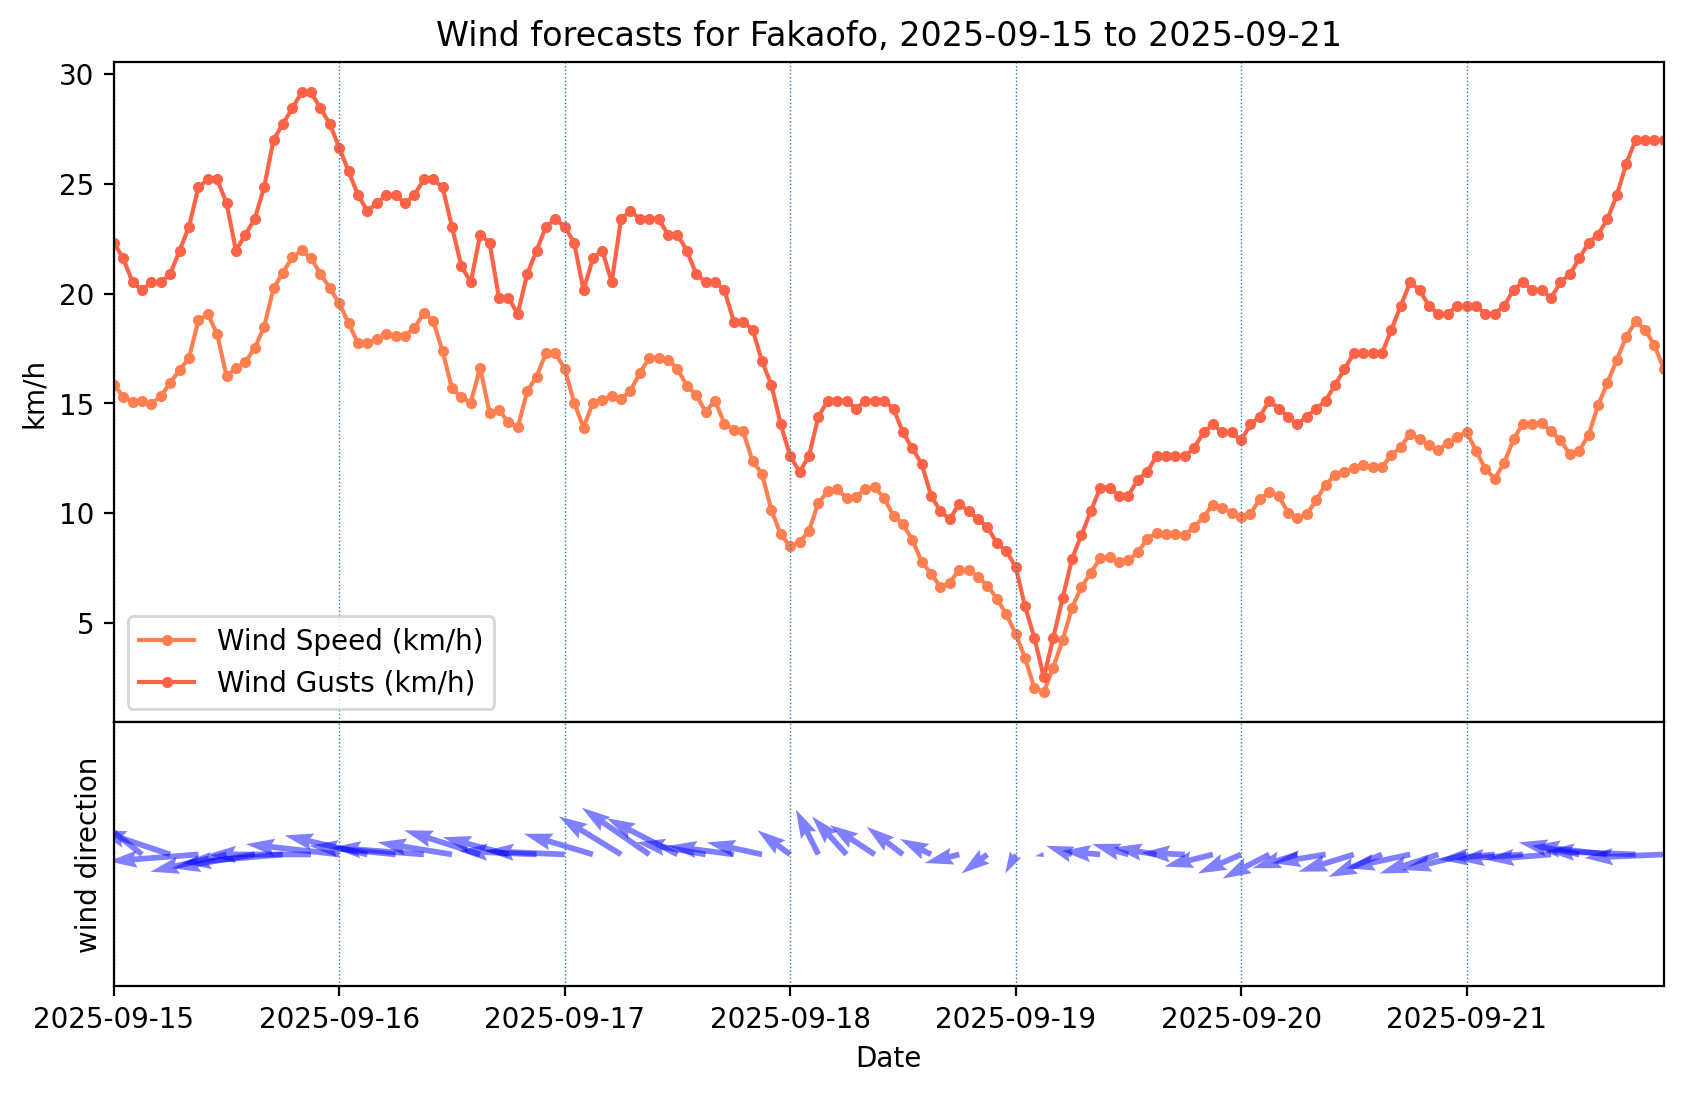 Wind forecasts for Fakaofo, 2025-09-15 to 2025-09-21
30
25
20
15
10
5
km/h
Wind Speed (km/h)
Wind Gusts (km/h)
wind direction
2025-09-15
2025-09-16
2025-09-17
2025-09-18
2025-09-19
2025-09-20
2025-09-21
Date